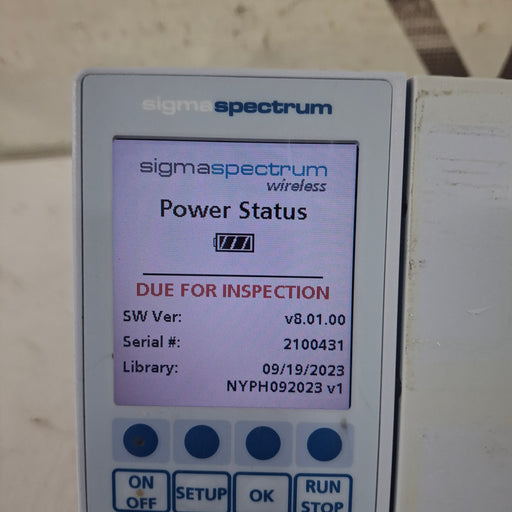 sigmaspectrum
sigmaspectrum
wireless
Power Status
DUE FOR INSPECTION
SW Ver: v8.01.00
Serial #: 2100431
Library: 09/19/2023
NYPH092023 v1
ON OFF SETUP OK RUN STOP